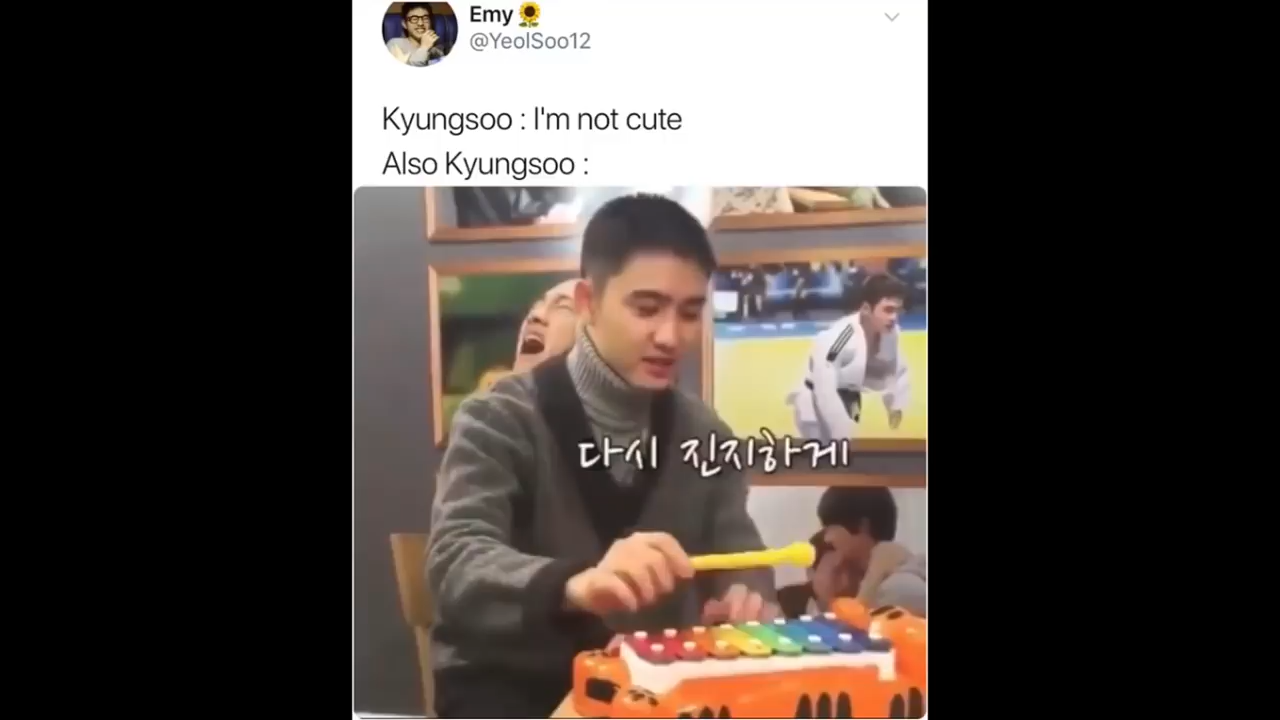 Emy🌻
@YeolSoo12
Kyungsoo : I'm not cute
Also Kyungsoo :
다시 진지하게